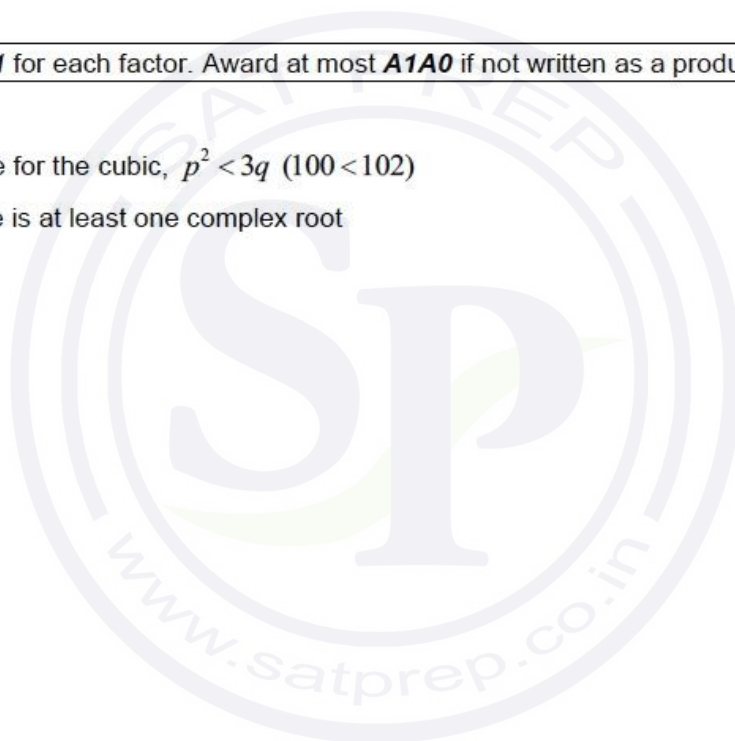 for each factor. Award at most A1A0 if not written as a
for the cubic, p² < 3q (100 < 102)
is at least one complex root
SAT PREP
SP
www.satprep.co.in